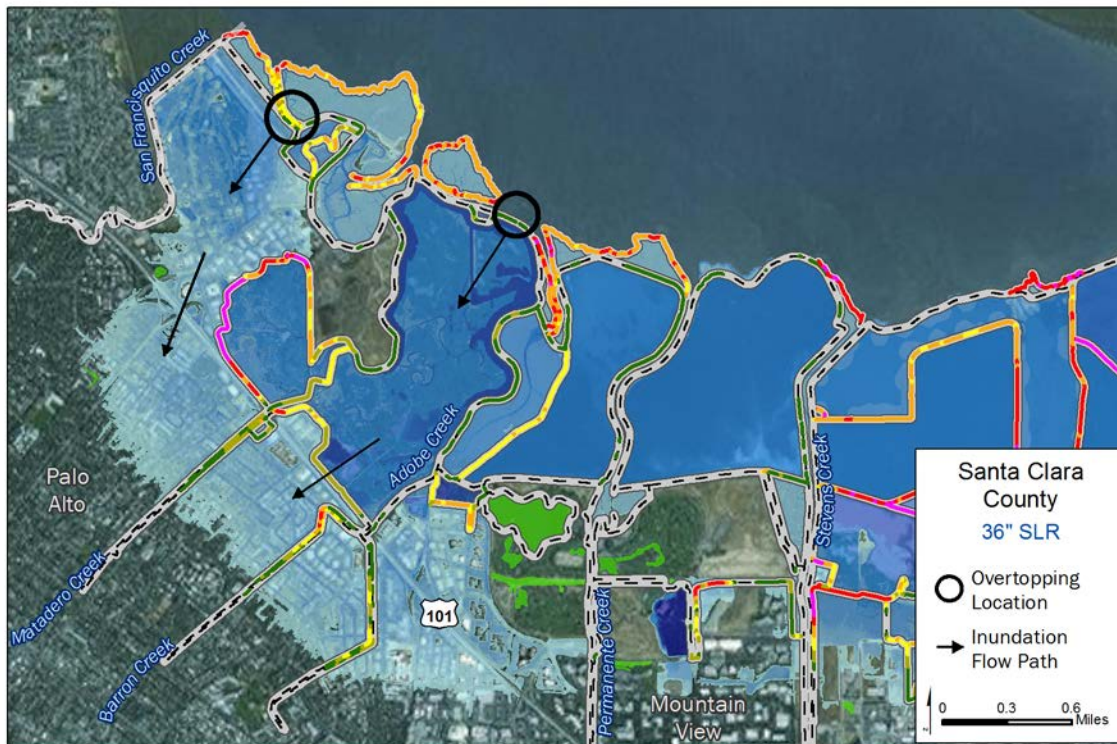 San Francisquito Creek
Palo
Alto
Matadero Creek
Barron Creek
Adobe Creek
101
Permanente Creek
Mountain
View
Stevens Creek
Santa Clara
County
36" SLR
Overtopping
Location
Inundation
Flow Path
0 0.3 0.6
Miles